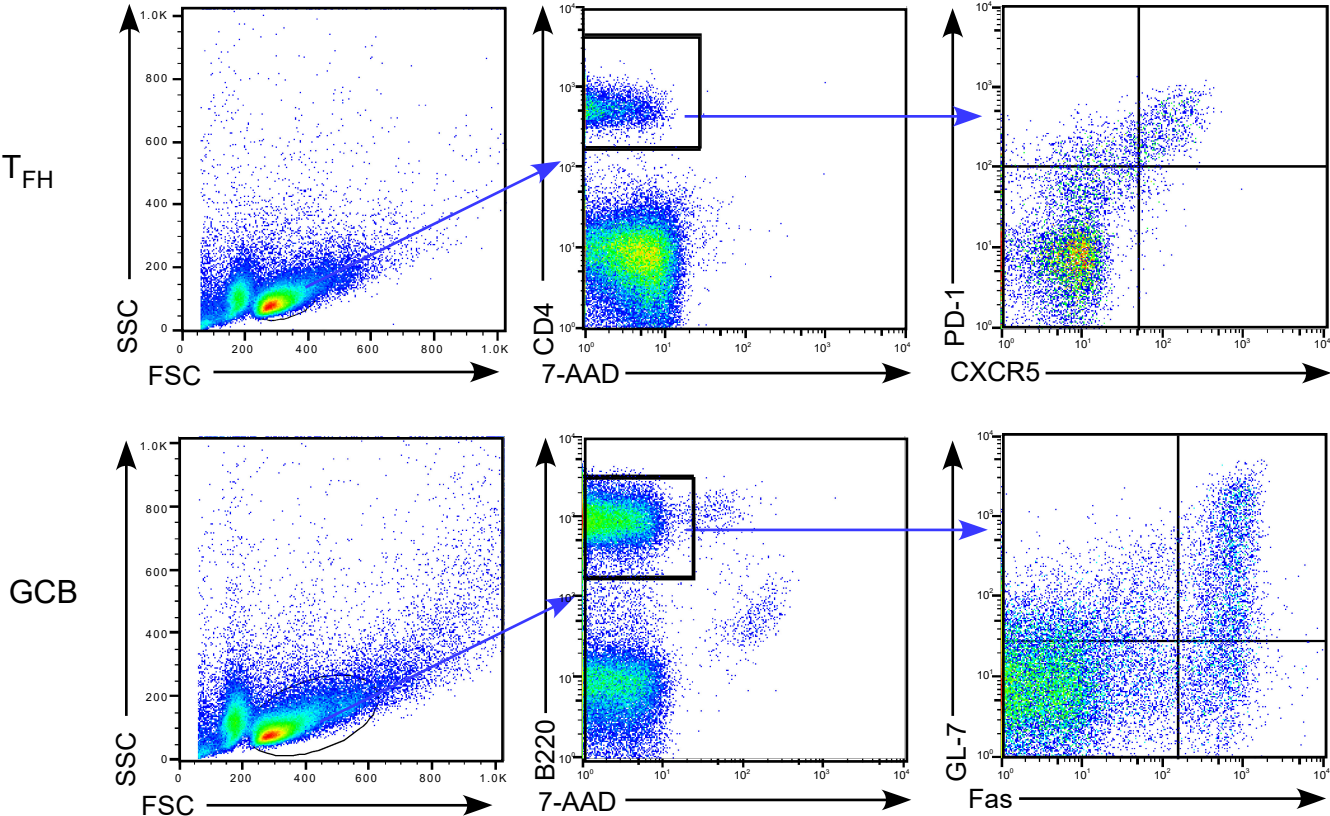 T_FH
SSC
1.0K
800
600
400
200
0
0 200 400 600 800 1.0K
FSC
CD4
10^4
10^3
10^2
10^1
10^0
10^0 10^1 10^2 10^3 10^4
7-AAD
PD-1
10^4
10^3
10^2
10^1
10^0
10^0 10^1 10^2 10^3 10^4
CXCR5
GCB
SSC
1.0K
800
600
400
200
0
0 200 400 600 800 1.0K
FSC
B220
10^4
10^3
10^2
10^1
10^0
10^0 10^1 10^2 10^3 10^4
7-AAD
GL-7
10^4
10^3
10^2
10^1
10^0
10^0 10^1 10^2 10^3 10^4
Fas